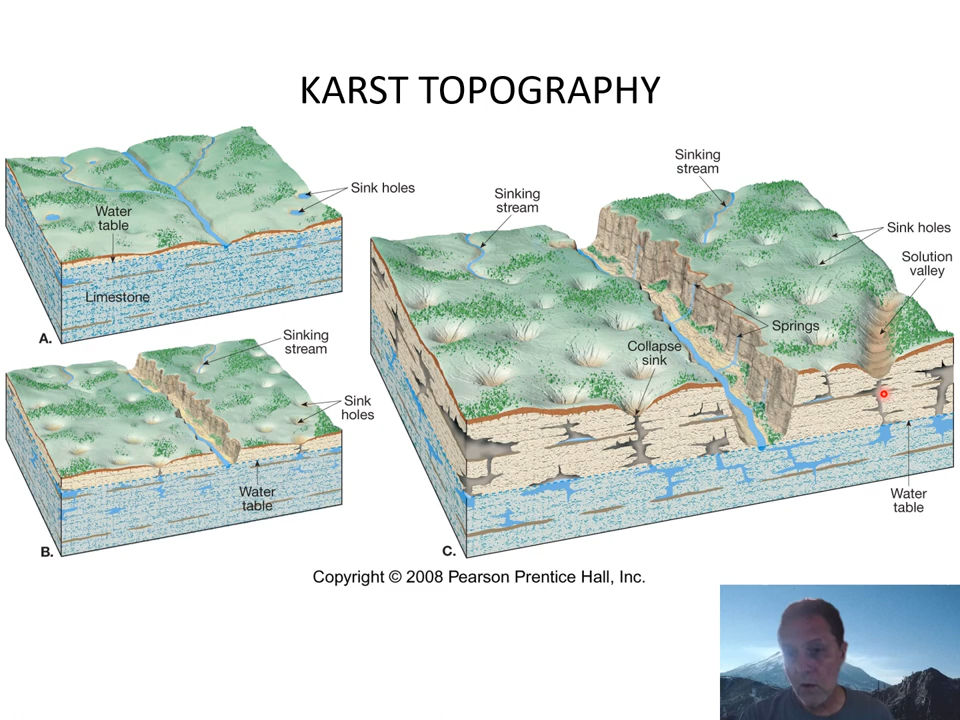 KARST TOPOGRAPHY
Sink holes
Water
table
Limestone
A.
Sinking
stream
Sink
holes
Water
table
B.
Sinking
stream
Sinking
stream
Sink holes
Solution
valley
Springs
Collapse
sink
Water
table
C.
Copyright © 2008 Pearson Prentice Hall, Inc.